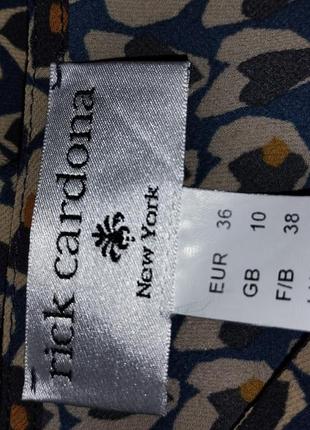 rick cardona
New York
EUR 36
GB 10
F/B 38